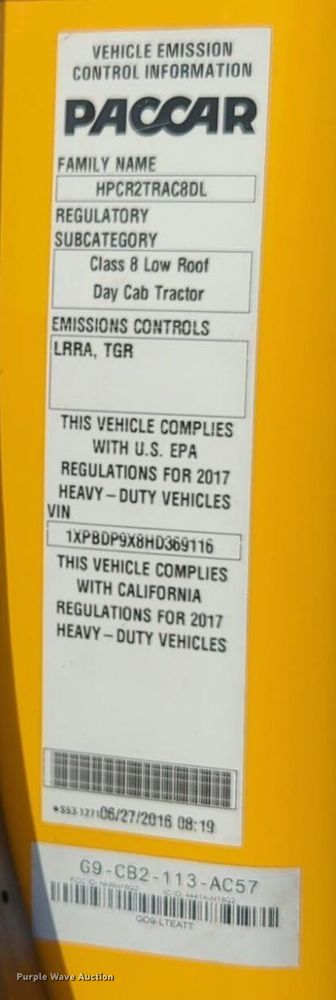 VEHICLE EMISSION
CONTROL INFORMATION
PACCAR
FAMILY NAME
HPCR2TRAC8DL
REGULATORY
SUBCATEGORY
Class 8 Low Roof
Day Cab Tractor
EMISSIONS CONTROLS
LRRA, TGR
THIS VEHICLE COMPLIES
WITH U.S. EPA
REGULATIONS FOR 2017
HEAVY-DUTY VEHICLES
VIN
1XPBDP9X8HD369116
THIS VEHICLE COMPLIES
WITH CALIFORNIA
REGULATIONS FOR 2017
HEAVY-DUTY VEHICLES
*S53-1271 06/27/2016 08:19
G9-CB2-113-AC57
Purple Wave Auction